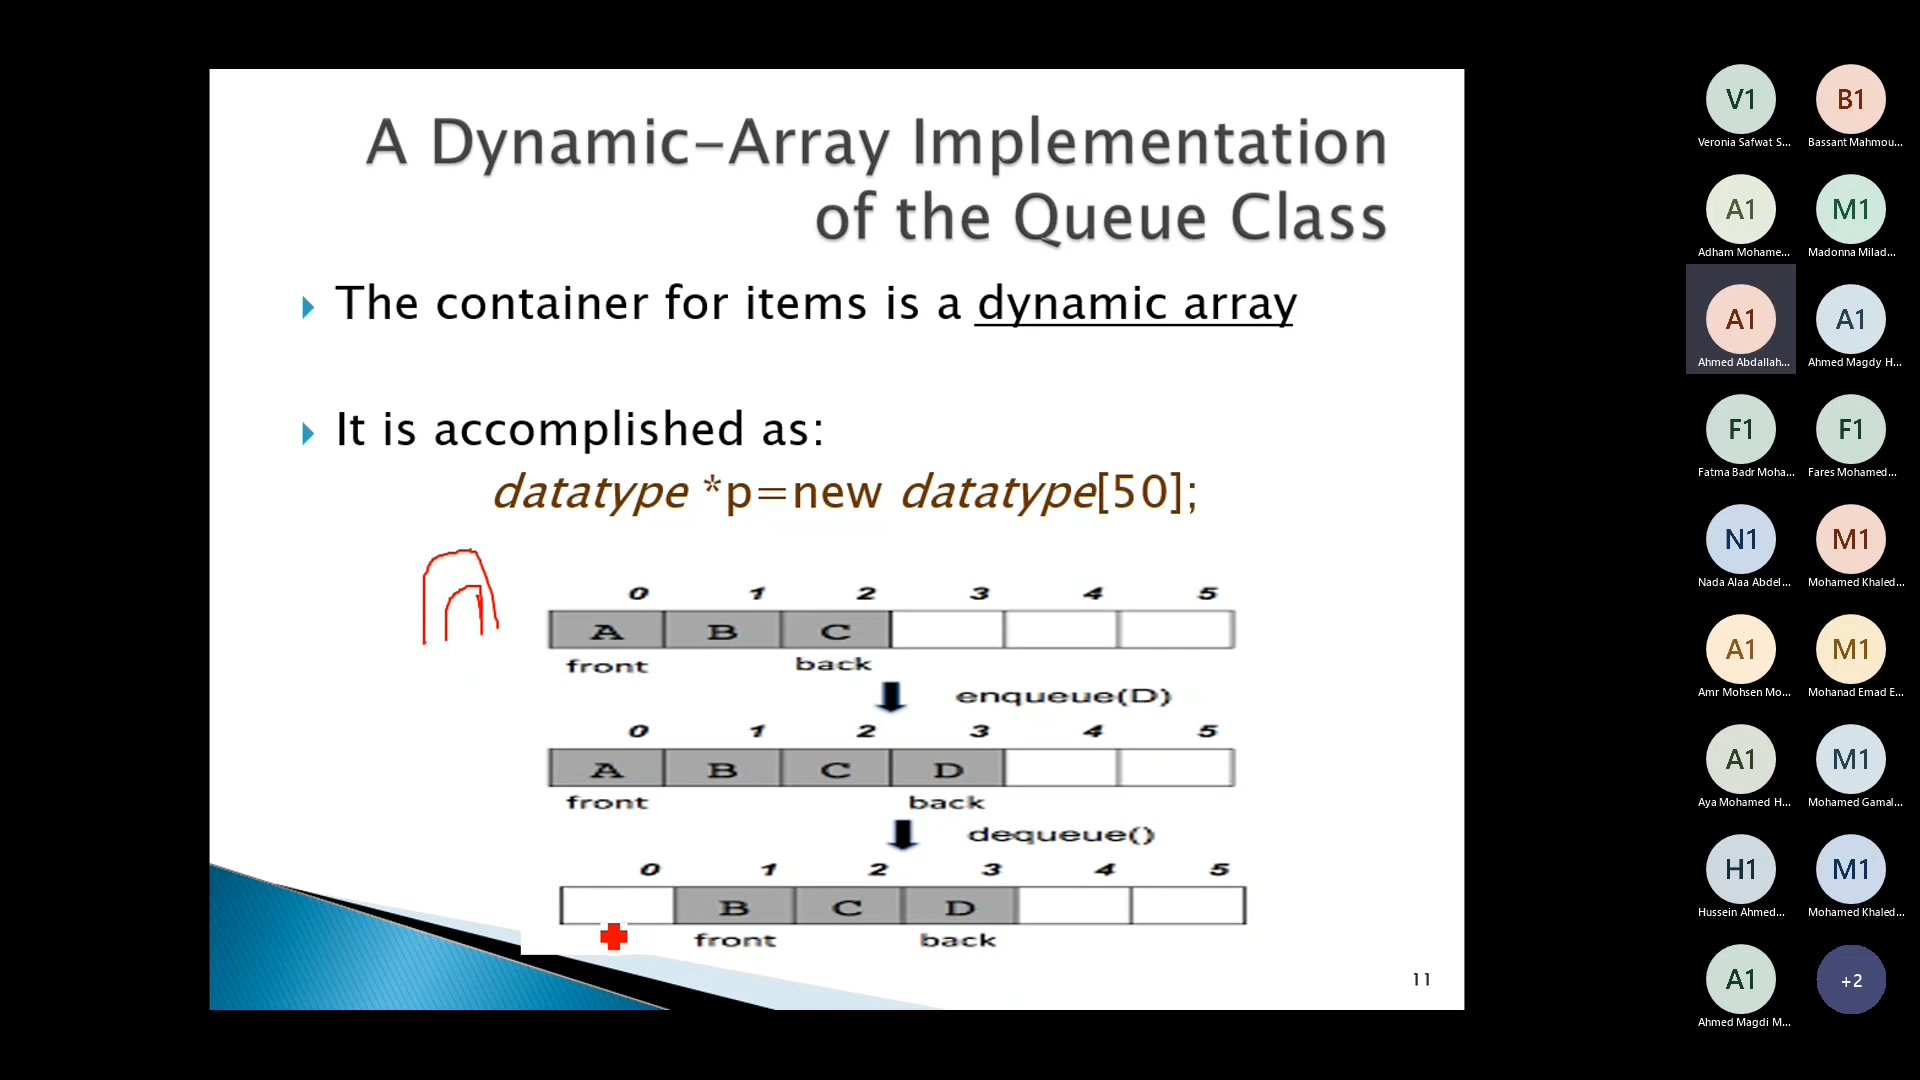 A Dynamic-Array Implementation
of the Queue Class
The container for items is a dynamic array
It is accomplished as:
datatype *p=new datatype[50];
0 1 2 3 4 5
A B C
front back
enqueue(D)
0 1 2 3 4 5
A B C D
front back
dequeue()
0 1 2 3 4 5
B C D
front back
11
V1 B1
Veronia Safwat S... Bassant Mahmou...
A1 M1
Adham Mohame... Madonna Milad...
A1 A1
Ahmed Abdallah... Ahmed Magdy H...
F1 F1
Fatma Badr Moha... Fares Mohamed...
N1 M1
Nada Alaa Abdel... Mohamed Khaled...
A1 M1
Amr Mohsen Mo... Mohanad Emad E...
A1 M1
Aya Mohamed H... Mohamed Gamal...
H1 M1
Hussein Ahmed... Mohamed Khaled...
A1 +2
Ahmed Magdi M...